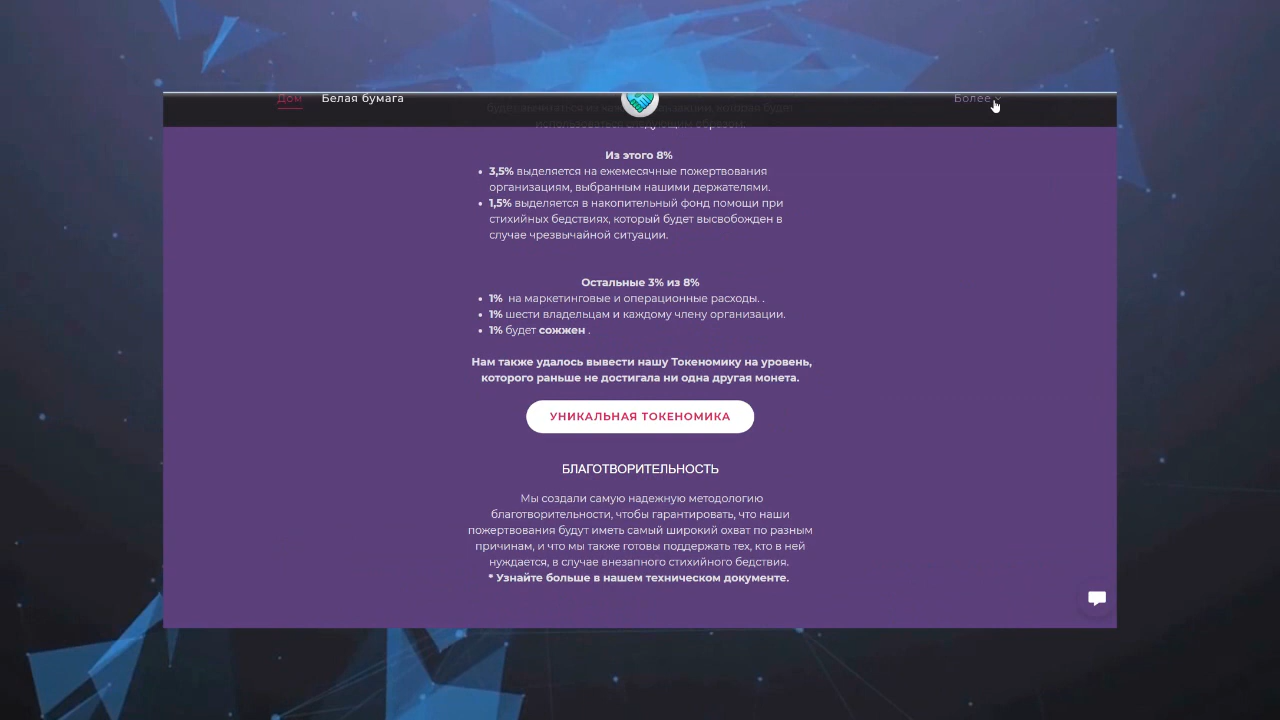 Дом Белая бумага Более
использоваться следующим образом:
Из этого 8%
3,5% выделяется на ежемесячные пожертвования
организациям, выбранным нашими держателями.
1,5% выделяется в накопительный фонд помощи при
стихийных бедствиях, который будет высвобожден в
случае чрезвычайной ситуации.
Остальные 3% из 8%
1% на маркетинговые и операционные расходы. .
1% шести владельцам и каждому члену организации.
1% будет сожжен .
Нам также удалось вывести нашу Токеномику на уровень,
которого раньше не достигала ни одна другая монета.
УНИКАЛЬНАЯ ТОКЕНОМИКА
БЛАГОТВОРИТЕЛЬНОСТЬ
Мы создали самую надежную методологию
благотворительности, чтобы гарантировать, что наши
пожертвования будут иметь самый широкий охват по разным
причинам, и что мы также готовы поддержать тех, кто в ней
нуждается, в случае внезапного стихийного бедствия.
* Узнайте больше в нашем техническом документе.